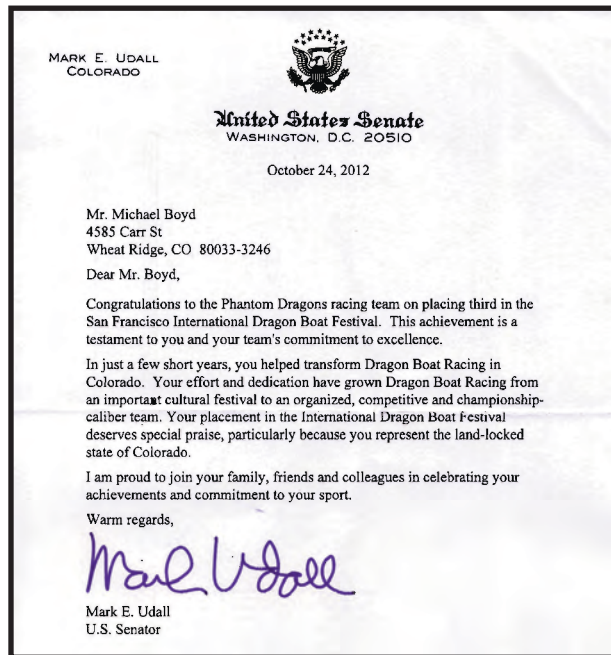 MARK E. UDALL
COLORADO
United States Senate
WASHINGTON, D.C. 20510
October 24, 2012
Mr. Michael Boyd
4585 Carr St
Wheat Ridge, CO 80033-3246
Dear Mr. Boyd,
Congratulations to the Phantom Dragons racing team on placing third in the
San Francisco International Dragon Boat Festival. This achievement is a
testament to you and your team's commitment to excellence.
In just a few short years, you helped transform Dragon Boat Racing in
Colorado. Your effort and dedication have grown Dragon Boat Racing from
an important cultural festival to an organized, competitive and championship-
caliber team. Your placement in the International Dragon Boat Festival
deserves special praise, particularly because you represent the land-locked
state of Colorado.
I am proud to join your family, friends and colleagues in celebrating your
achievements and commitment to your sport.
Warm regards,
Mark Udall
Mark E. Udall
U.S. Senator